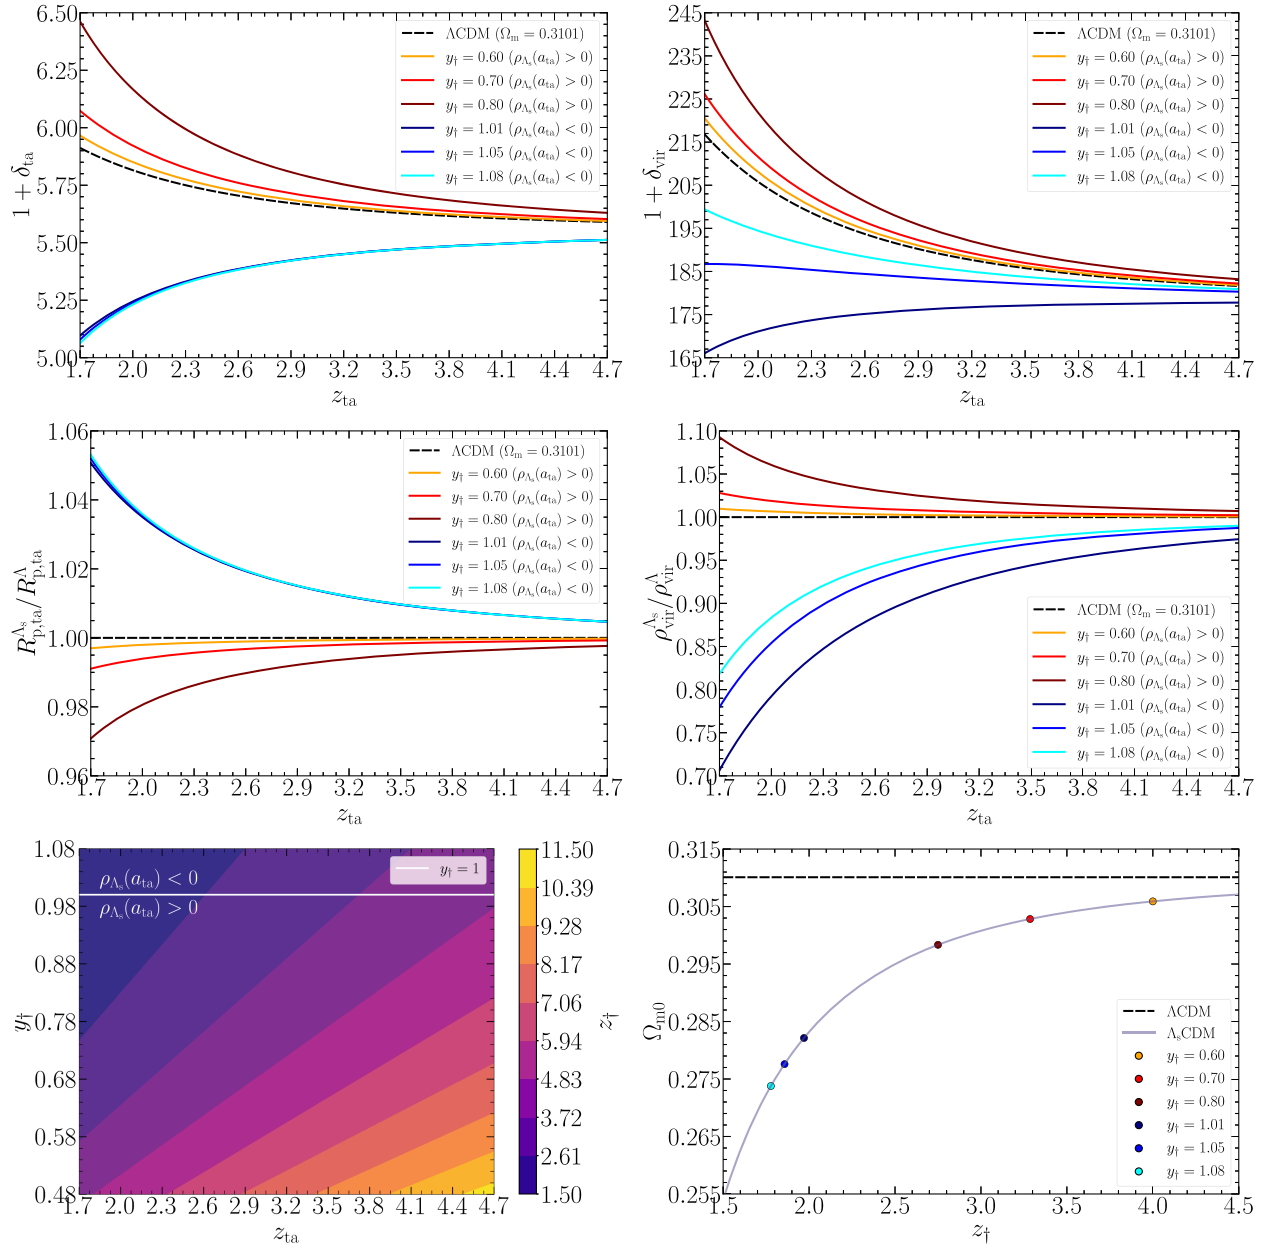 6.50
6.25
6.00
5.75
5.50
5.25
5.00
1 + δ_ta
1.7 2.0 2.3 2.6 2.9 3.2 3.5 3.8 4.1 4.4 4.7
z_ta
ΛCDM (Ω_m = 0.3101)
y_† = 0.60 (ρ_Λs(a_ta) > 0)
y_† = 0.70 (ρ_Λs(a_ta) > 0)
y_† = 0.80 (ρ_Λs(a_ta) > 0)
y_† = 1.01 (ρ_Λs(a_ta) < 0)
y_† = 1.05 (ρ_Λs(a_ta) < 0)
y_† = 1.08 (ρ_Λs(a_ta) < 0)
245
235
225
215
205
195
185
175
165
1 + δ_vir
1.7 2.0 2.3 2.6 2.9 3.2 3.5 3.8 4.1 4.4 4.7
z_ta
ΛCDM (Ω_m = 0.3101)
y_† = 0.60 (ρ_Λs(a_ta) > 0)
y_† = 0.70 (ρ_Λs(a_ta) > 0)
y_† = 0.80 (ρ_Λs(a_ta) > 0)
y_† = 1.01 (ρ_Λs(a_ta) < 0)
y_† = 1.05 (ρ_Λs(a_ta) < 0)
y_† = 1.08 (ρ_Λs(a_ta) < 0)
1.06
1.04
1.02
1.00
0.98
0.96
R^Λs_p,ta/R^Λ_p,ta
1.7 2.0 2.3 2.6 2.9 3.2 3.5 3.8 4.1 4.4 4.7
z_ta
ΛCDM (Ω_m = 0.3101)
y_† = 0.60 (ρ_Λs(a_ta) > 0)
y_† = 0.70 (ρ_Λs(a_ta) > 0)
y_† = 0.80 (ρ_Λs(a_ta) > 0)
y_† = 1.01 (ρ_Λs(a_ta) < 0)
y_† = 1.05 (ρ_Λs(a_ta) < 0)
y_† = 1.08 (ρ_Λs(a_ta) < 0)
1.10
1.05
1.00
0.95
0.90
0.85
0.80
0.75
0.70
ρ^Λs_vir/ρ^Λ_vir
1.7 2.0 2.3 2.6 2.9 3.2 3.5 3.8 4.1 4.4 4.7
z_ta
ΛCDM (Ω_m = 0.3101)
y_† = 0.60 (ρ_Λs(a_ta) > 0)
y_† = 0.70 (ρ_Λs(a_ta) > 0)
y_† = 0.80 (ρ_Λs(a_ta) > 0)
y_† = 1.01 (ρ_Λs(a_ta) < 0)
y_† = 1.05 (ρ_Λs(a_ta) < 0)
y_† = 1.08 (ρ_Λs(a_ta) < 0)
1.08
0.98
0.88
0.78
0.68
0.58
0.48
y_†
ρ_Λs(a_ta) < 0
ρ_Λs(a_ta) > 0
y_† = 1
1.7 2.0 2.3 2.6 2.9 3.2 3.5 3.8 4.1 4.4 4.7
z_ta
11.50
10.39
9.28
8.17
7.06
5.94
4.83
3.72
2.61
1.50
z_†
0.315
0.305
0.295
0.285
0.275
0.265
0.255
Ω_m0
1.5 2.0 2.5 3.0 3.5 4.0 4.5
z_†
ΛCDM
Λ_sCDM
y_† = 0.60
y_† = 0.70
y_† = 0.80
y_† = 1.01
y_† = 1.05
y_† = 1.08